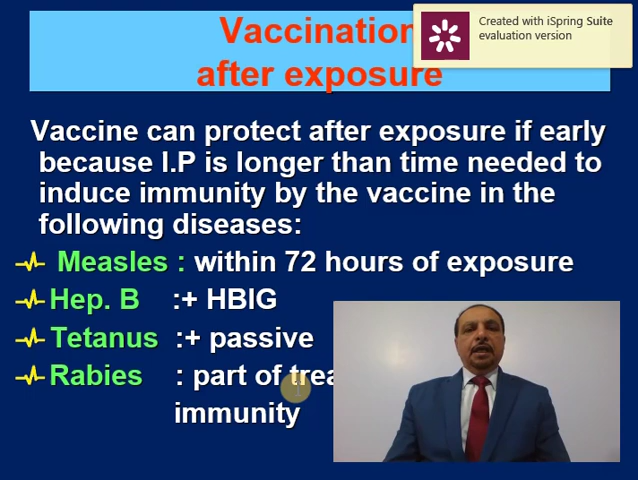 Vaccination
after exposure
Created with iSpring Suite
evaluation version
Vaccine can protect after exposure if early
because I.P is longer than time needed to
induce immunity by the vaccine in the
following diseases:
Measles : within 72 hours of exposure
Hep. B :+ HBIG
Tetanus :+ passive
Rabies : part of
immunity